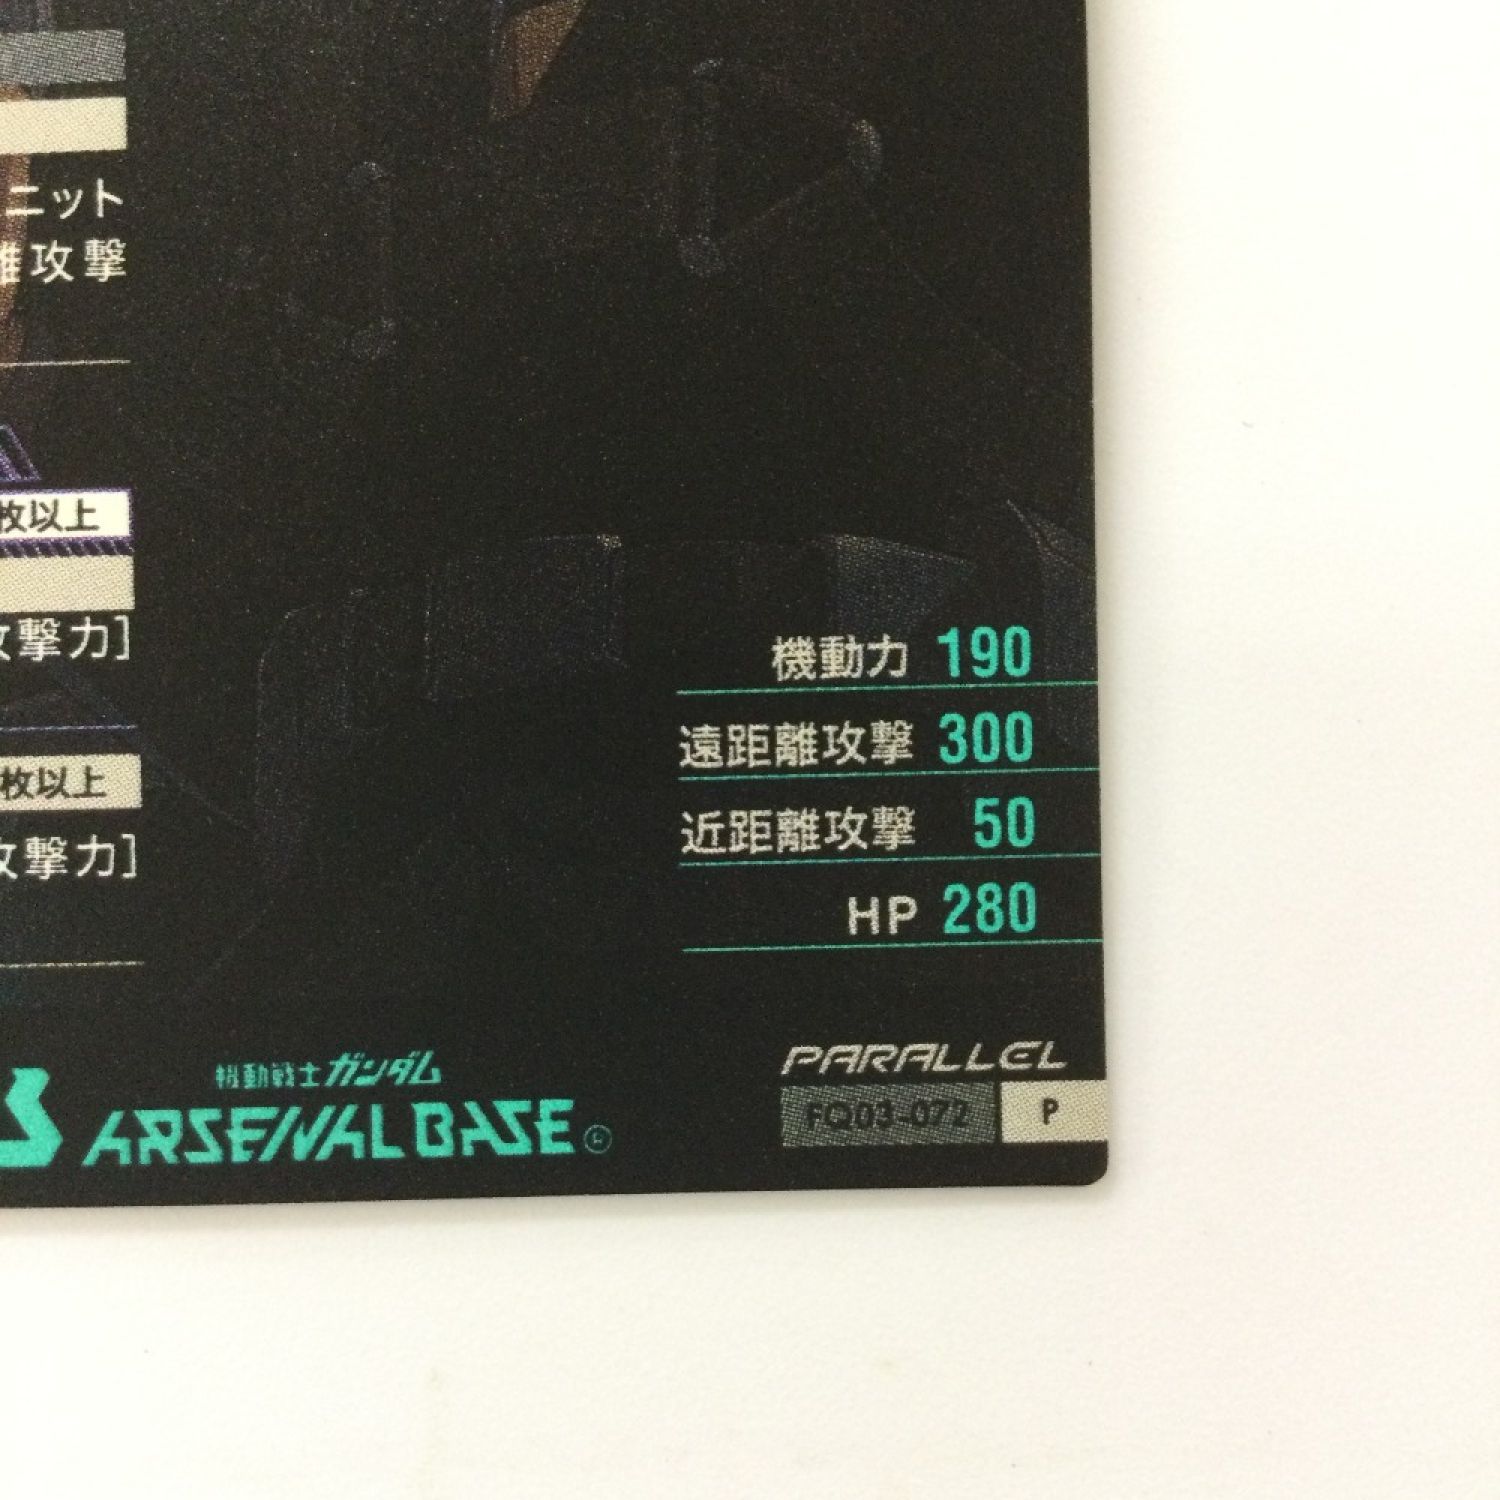 ニット
離攻撃
枚以上
攻撃力]
枚以上
攻撃力]
機動力 190
遠距離攻撃 300
近距離攻撃 50
HP 280
機動戦士ガンダム
ARSENAL BASE®
PARALLEL
FQ03-072 P